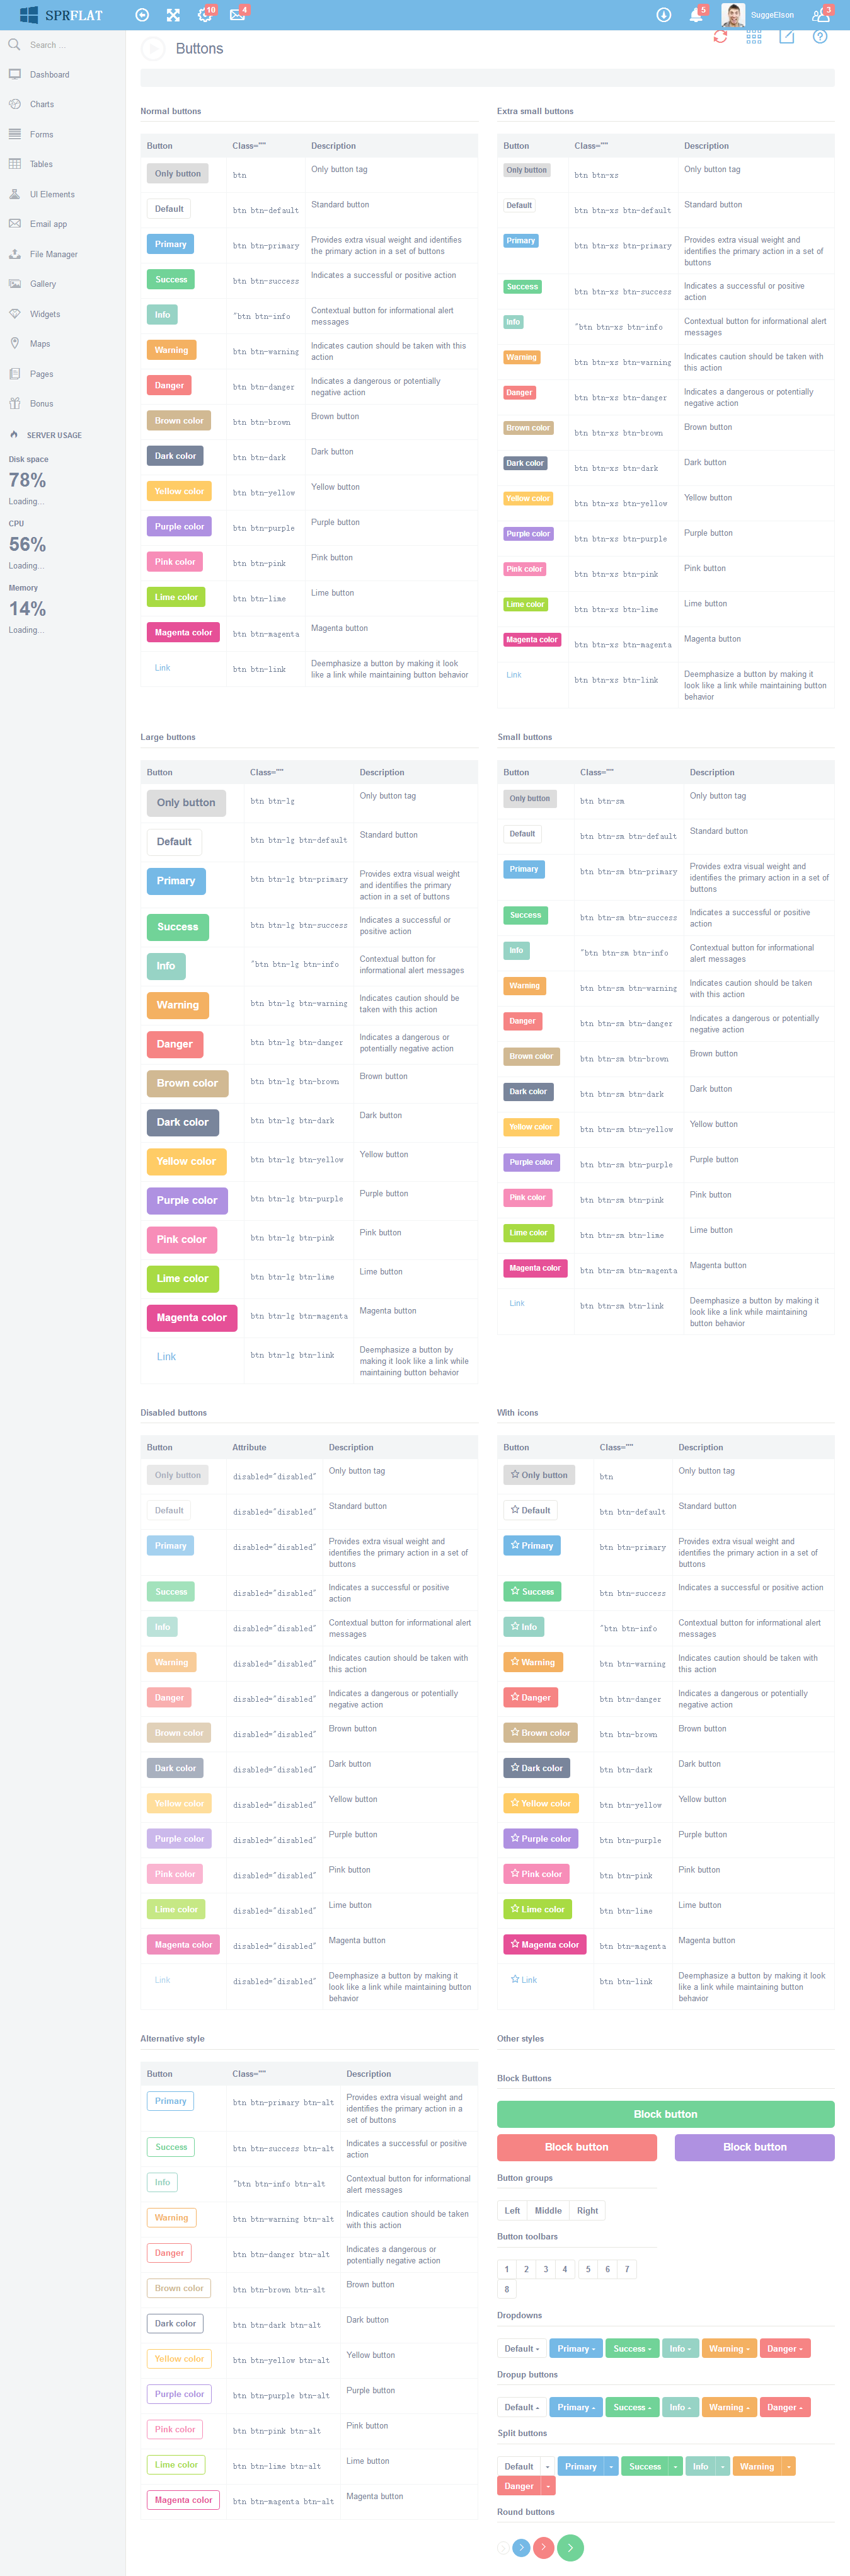 SPRFLAT
10
4
5
SuggeElson
3
Search ...
Dashboard
Charts
Forms
Tables
UI Elements
Email app
File Manager
Gallery
Widgets
Maps
Pages
Bonus
SERVER USAGE
Disk space
78%
Loading...
CPU
56%
Loading...
Memory
14%
Loading...
Buttons
Normal buttons
Button Class="" Description
Only button btn Only button tag
Default btn btn-default Standard button
Primary btn btn-primary Provides extra visual weight and identifies
the primary action in a set of buttons
Success btn btn-success Indicates a successful or positive action
Info "btn btn-info Contextual button for informational alert
messages
Warning btn btn-warning Indicates caution should be taken with this
action
Danger btn btn-danger Indicates a dangerous or potentially
negative action
Brown color btn btn-brown Brown button
Dark color btn btn-dark Dark button
Yellow color btn btn-yellow Yellow button
Purple color btn btn-purple Purple button
Pink color btn btn-pink Pink button
Lime color btn btn-lime Lime button
Magenta color btn btn-magenta Magenta button
Link btn btn-link Deemphasize a button by making it look
like a link while maintaining button behavior
Extra small buttons
Button Class="" Description
Only button btn btn-xs Only button tag
Default btn btn-xs btn-default Standard button
Primary btn btn-xs btn-primary Provides extra visual weight and
identifies the primary action in a set of
buttons
Success btn btn-xs btn-success Indicates a successful or positive
action
Info "btn btn-xs btn-info Contextual button for informational alert
messages
Warning btn btn-xs btn-warning Indicates caution should be taken with
this action
Danger btn btn-xs btn-danger Indicates a dangerous or potentially
negative action
Brown color btn btn-xs btn-brown Brown button
Dark color btn btn-xs btn-dark Dark button
Yellow color btn btn-xs btn-yellow Yellow button
Purple color btn btn-xs btn-purple Purple button
Pink color btn btn-xs btn-pink Pink button
Lime color btn btn-xs btn-lime Lime button
Magenta color btn btn-xs btn-magenta Magenta button
Link btn btn-xs btn-link Deemphasize a button by making it
look like a link while maintaining button
behavior
Large buttons
Button Class="" Description
Only button btn btn-lg Only button tag
Default btn btn-lg btn-default Standard button
Primary btn btn-lg btn-primary Provides extra visual weight
and identifies the primary
action in a set of buttons
Success btn btn-lg btn-success Indicates a successful or
positive action
Info "btn btn-lg btn-info Contextual button for
informational alert messages
Warning btn btn-lg btn-warning Indicates caution should be
taken with this action
Danger btn btn-lg btn-danger Indicates a dangerous or
potentially negative action
Brown color btn btn-lg btn-brown Brown button
Dark color btn btn-lg btn-dark Dark button
Yellow color btn btn-lg btn-yellow Yellow button
Purple color btn btn-lg btn-purple Purple button
Pink color btn btn-lg btn-pink Pink button
Lime color btn btn-lg btn-lime Lime button
Magenta color btn btn-lg btn-magenta Magenta button
Link btn btn-lg btn-link Deemphasize a button by
making it look like a link while
maintaining button behavior
Small buttons
Button Class="" Description
Only button btn btn-sm Only button tag
Default btn btn-sm btn-default Standard button
Primary btn btn-sm btn-primary Provides extra visual weight and
identifies the primary action in a set of
buttons
Success btn btn-sm btn-success Indicates a successful or positive
action
Info "btn btn-sm btn-info Contextual button for informational
alert messages
Warning btn btn-sm btn-warning Indicates caution should be taken
with this action
Danger btn btn-sm btn-danger Indicates a dangerous or potentially
negative action
Brown color btn btn-sm btn-brown Brown button
Dark color btn btn-sm btn-dark Dark button
Yellow color btn btn-sm btn-yellow Yellow button
Purple color btn btn-sm btn-purple Purple button
Pink color btn btn-sm btn-pink Pink button
Lime color btn btn-sm btn-lime Lime button
Magenta color btn btn-sm btn-magenta Magenta button
Link btn btn-sm btn-link Deemphasize a button by making it
look like a link while maintaining
button behavior
Disabled buttons
Button Attribute Description
Only button disabled="disabled" Only button tag
Default disabled="disabled" Standard button
Primary disabled="disabled" Provides extra visual weight and
identifies the primary action in a set of
buttons
Success disabled="disabled" Indicates a successful or positive
action
Info disabled="disabled" Contextual button for informational alert
messages
Warning disabled="disabled" Indicates caution should be taken with
this action
Danger disabled="disabled" Indicates a dangerous or potentially
negative action
Brown color disabled="disabled" Brown button
Dark color disabled="disabled" Dark button
Yellow color disabled="disabled" Yellow button
Purple color disabled="disabled" Purple button
Pink color disabled="disabled" Pink button
Lime color disabled="disabled" Lime button
Magenta color disabled="disabled" Magenta button
Link disabled="disabled" Deemphasize a button by making it
look like a link while maintaining button
behavior
With icons
Button Class="" Description
Only button btn Only button tag
Default btn btn-default Standard button
Primary btn btn-primary Provides extra visual weight and
identifies the primary action in a set of
buttons
Success btn btn-success Indicates a successful or positive action
Info "btn btn-info Contextual button for informational alert
messages
Warning btn btn-warning Indicates caution should be taken with
this action
Danger btn btn-danger Indicates a dangerous or potentially
negative action
Brown color btn btn-brown Brown button
Dark color btn btn-dark Dark button
Yellow color btn btn-yellow Yellow button
Purple color btn btn-purple Purple button
Pink color btn btn-pink Pink button
Lime color btn btn-lime Lime button
Magenta color btn btn-magenta Magenta button
Link btn btn-link Deemphasize a button by making it look
like a link while maintaining button
behavior
Alternative style
Button Class="" Description
Primary btn btn-primary btn-alt Provides extra visual weight and
identifies the primary action in a
set of buttons
Success btn btn-success btn-alt Indicates a successful or positive
action
Info "btn btn-info btn-alt Contextual button for informational
alert messages
Warning btn btn-warning btn-alt Indicates caution should be taken
with this action
Danger btn btn-danger btn-alt Indicates a dangerous or
potentially negative action
Brown color btn btn-brown btn-alt Brown button
Dark color btn btn-dark btn-alt Dark button
Yellow color btn btn-yellow btn-alt Yellow button
Purple color btn btn-purple btn-alt Purple button
Pink color btn btn-pink btn-alt Pink button
Lime color btn btn-lime btn-alt Lime button
Magenta color btn btn-magenta btn-alt Magenta button
Other styles
Block Buttons
Block button
Block button Block button
Button groups
Left Middle Right
Button toolbars
1 2 3 4 5 6 7
8
Dropdowns
Default Primary Success Info Warning Danger
Dropup buttons
Default Primary Success Info Warning Danger
Split buttons
Default Primary Success Info Warning
Danger
Round buttons